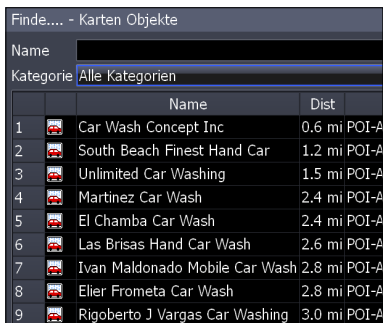 Finde.... - Karten Objekte
Name
Kategorie Alle Kategorien
Name Dist
1 Car Wash Concept Inc 0.6 mi POI-A
2 South Beach Finest Hand Car 1.2 mi POI-A
3 Unlimited Car Washing 1.5 mi POI-A
4 Martinez Car Wash 2.4 mi POI-A
5 El Chamba Car Wash 2.4 mi POI-A
6 Las Brisas Hand Car Wash 2.6 mi POI-A
7 Ivan Maldonado Mobile Car Wash 2.8 mi POI-A
8 Elier Frometa Car Wash 2.8 mi POI-A
9 Rigoberto J Vargas Car Washing 3.0 mi POI-A